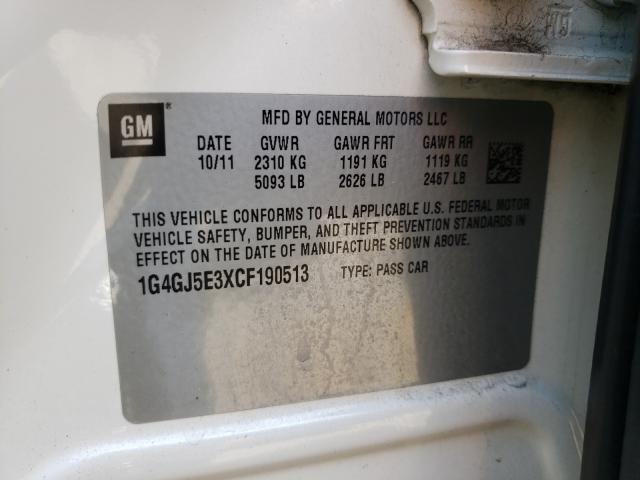 GM ®
MFD BY GENERAL MOTORS LLC
DATE GVWR GAWR FRT GAWR RR
10/11 2310 KG 1191 KG 1119 KG
5093 LB 2626 LB 2467 LB
THIS VEHICLE CONFORMS TO ALL APPLICABLE U.S. FEDERAL MOTOR
VEHICLE SAFETY, BUMPER, AND THEFT PREVENTION STANDARDS IN
EFFECT ON THE DATE OF MANUFACTURE SHOWN ABOVE.
1G4GJ5E3XCF190513 TYPE: PASS CAR